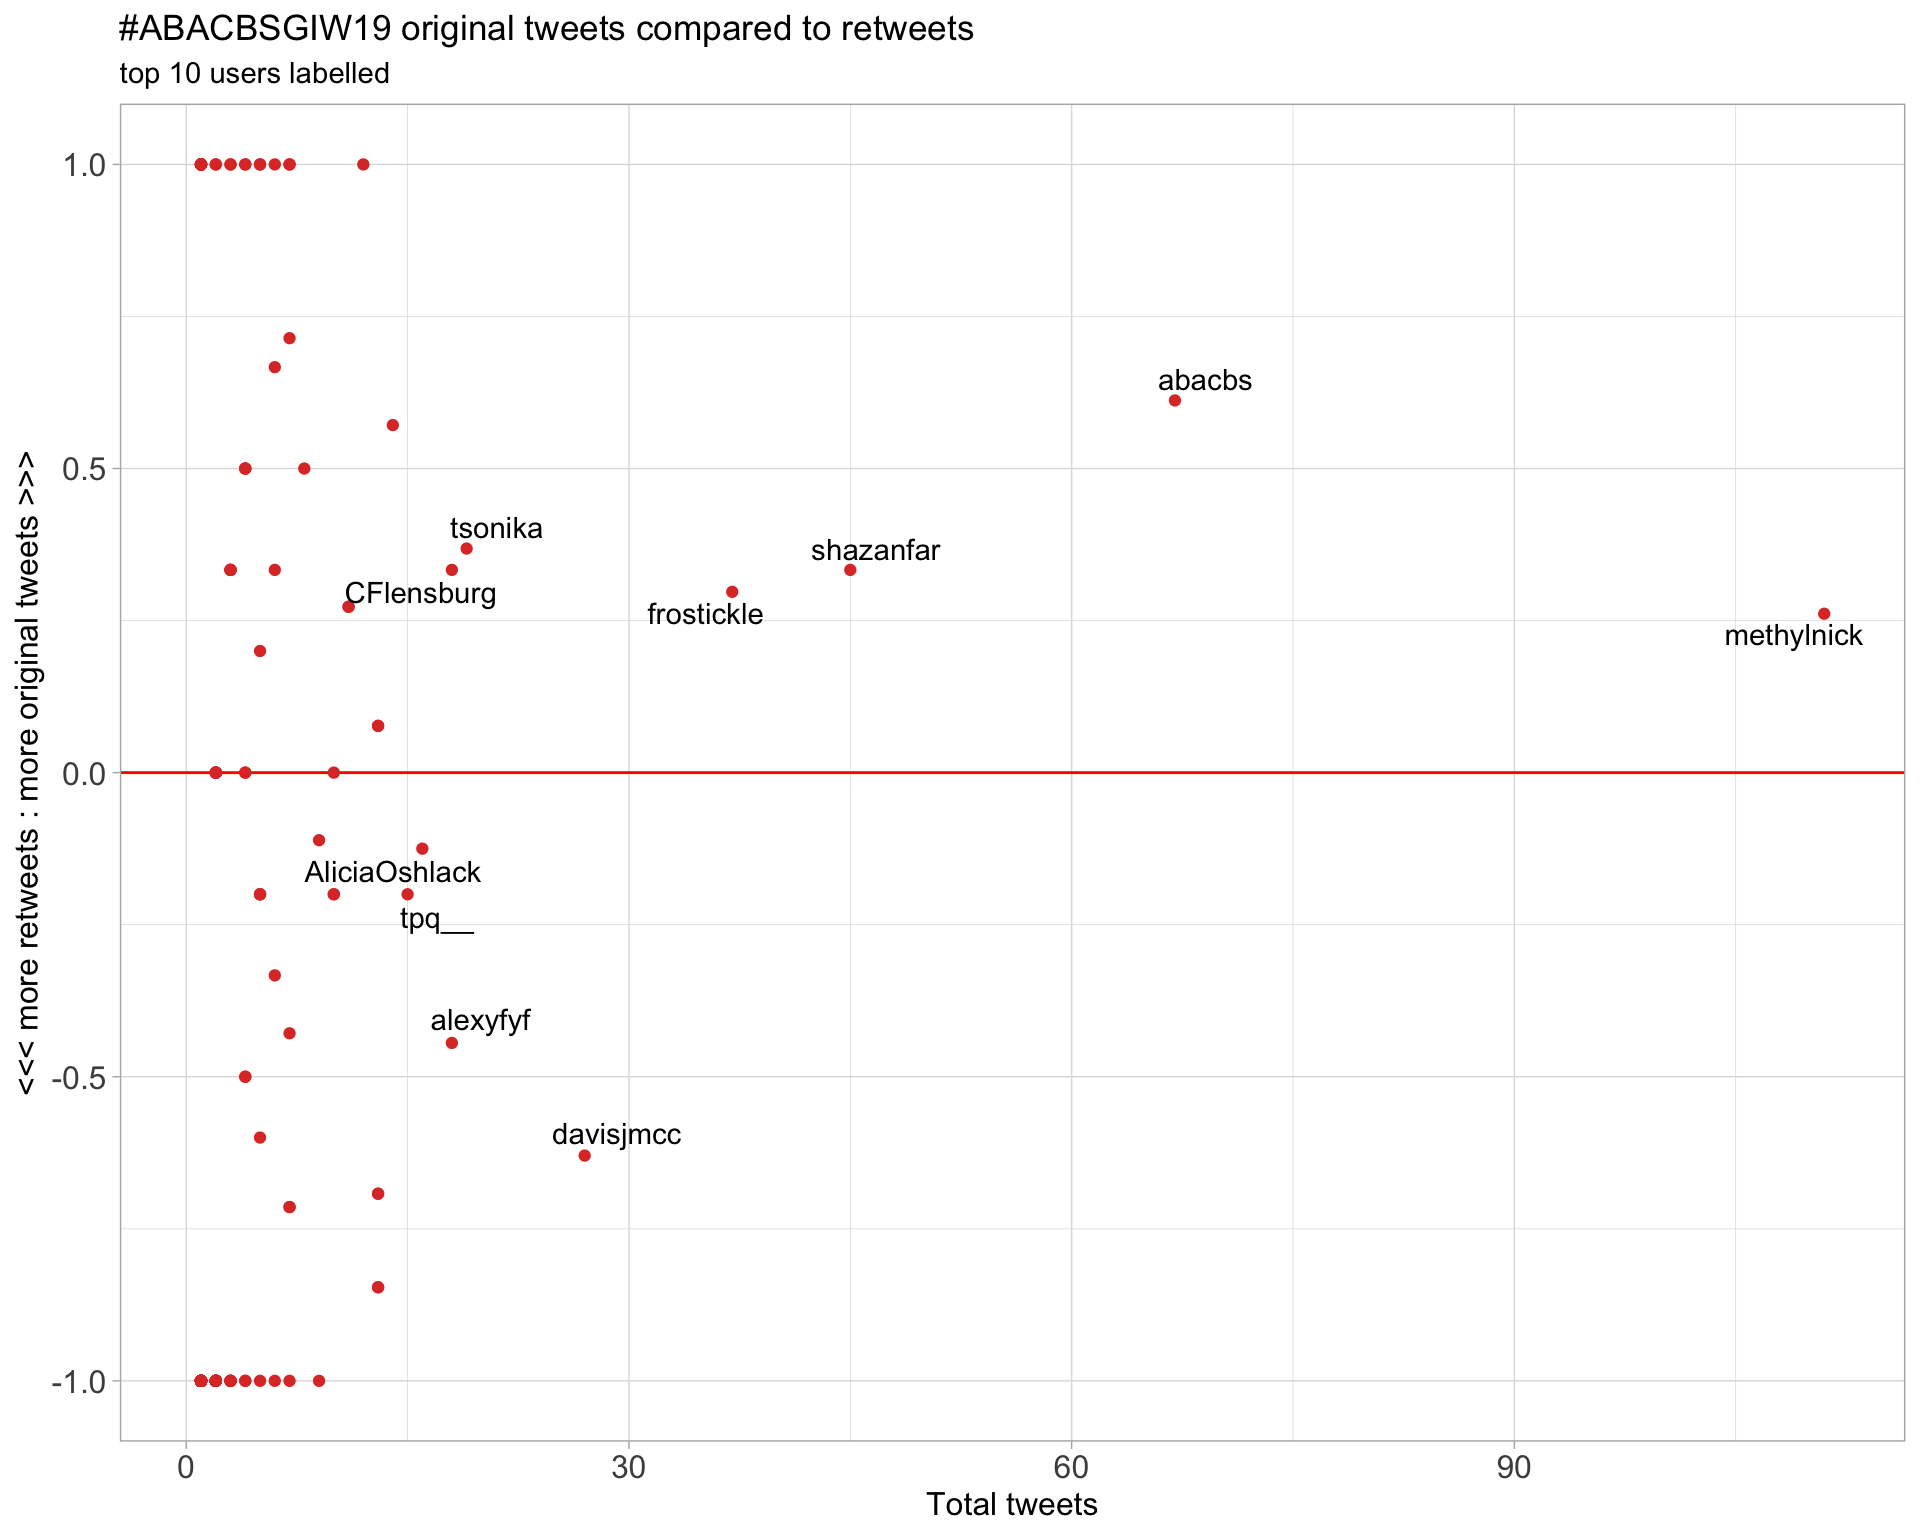 #ABACBSGIW19 original tweets compared to retweets
top 10 users labelled
<<< more retweets : more original tweets >>>
1.0
0.5
0.0
-0.5
-1.0
abacbs
tsonika
shazanfar
CFlensburg
frostickle
methylnick
AliciaOshlack
tpq__
alexyfyf
davisjmcc
0
30
60
90
Total tweets